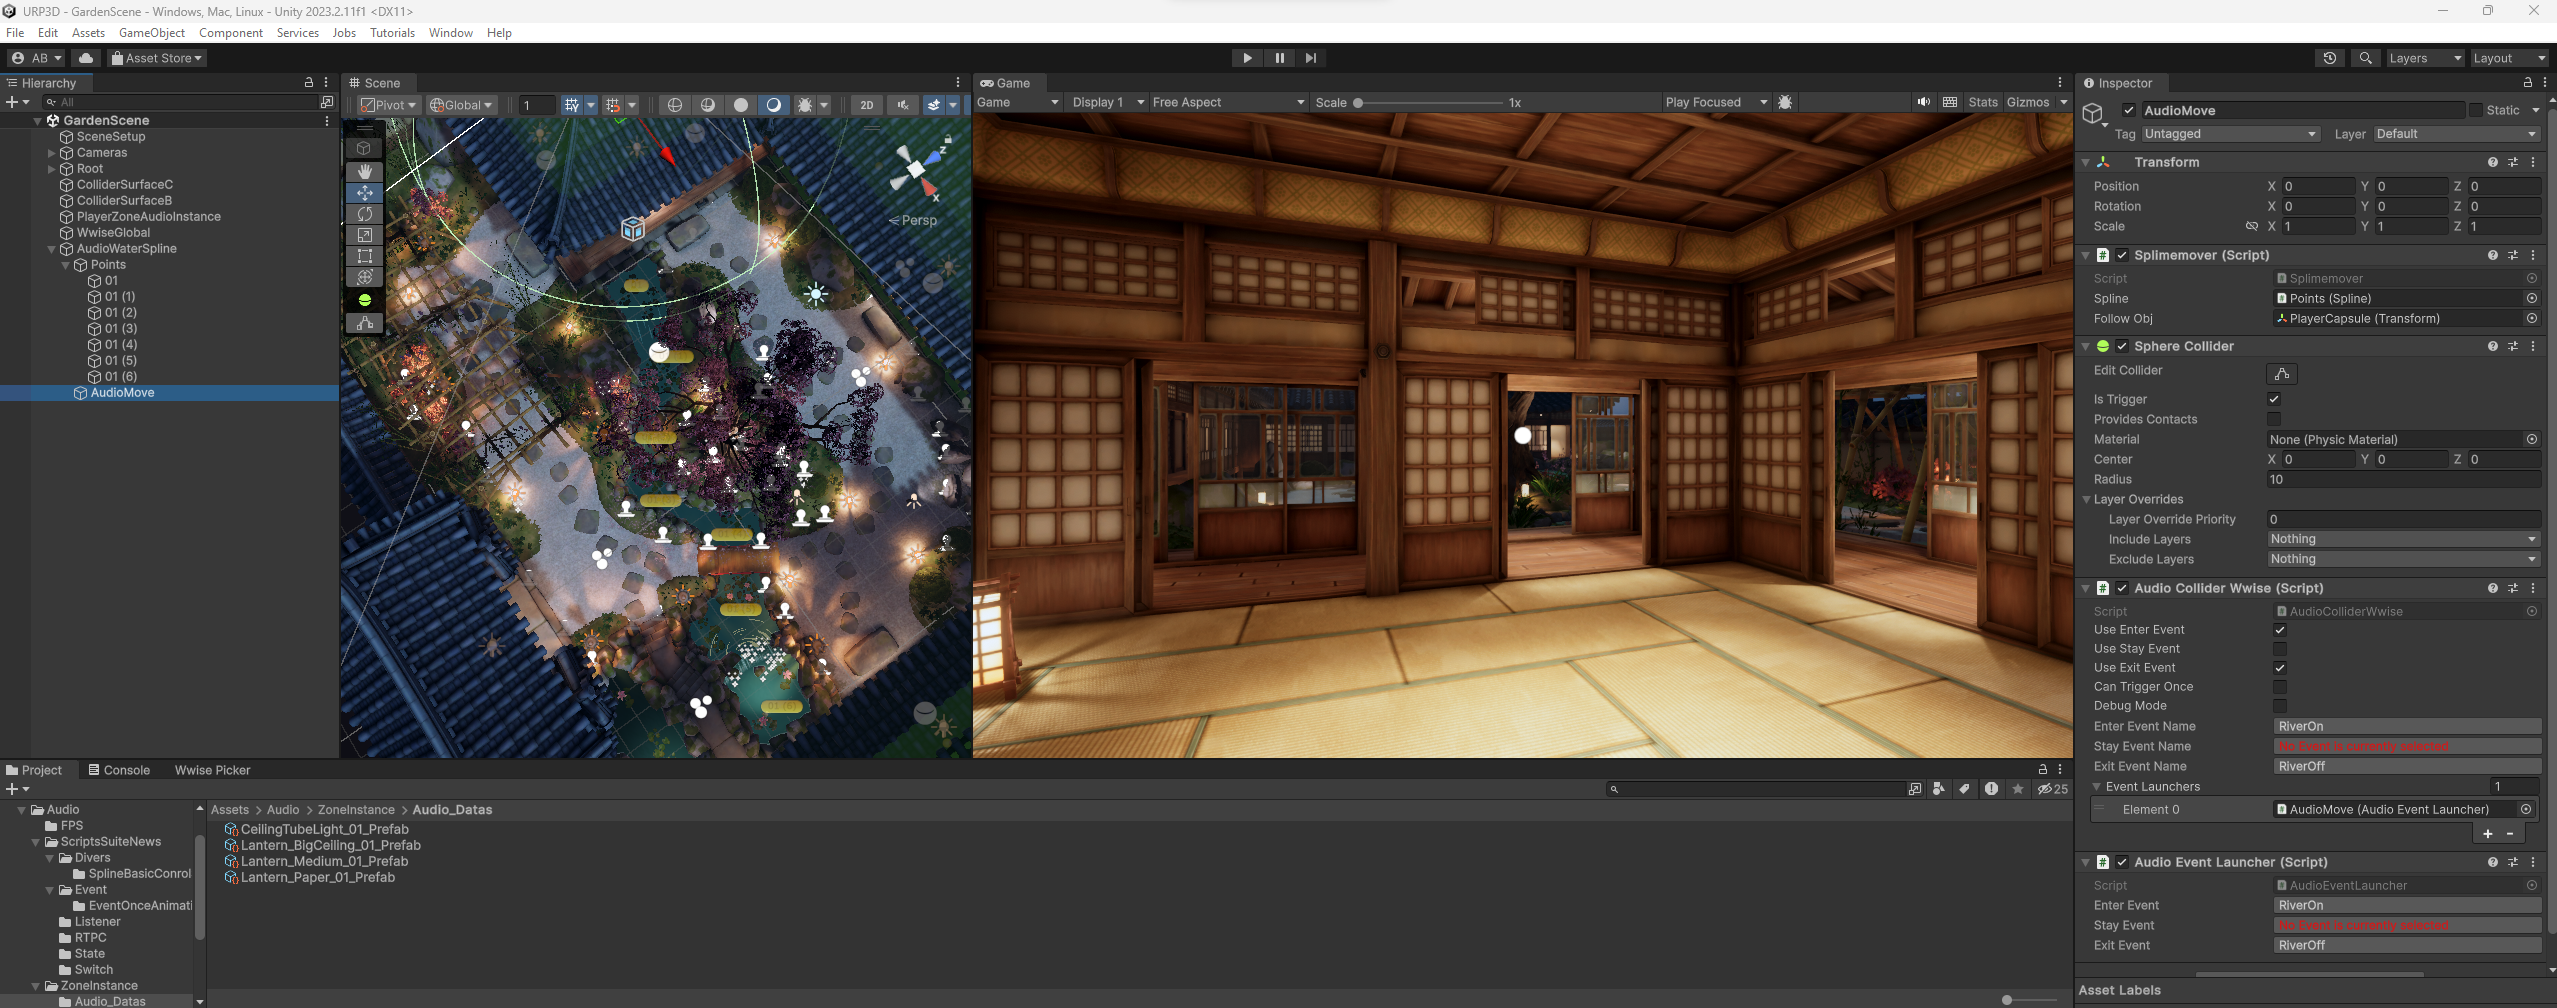 URP3D - GardenScene - Windows, Mac, Linux - Unity 2023.2.11f1 <DX11>
File Edit Assets GameObject Component Services Jobs Tutorials Window Help
AB Asset Store Layers Layout
Hierarchy
All
GardenScene
SceneSetup
Cameras
Root
ColliderSurfaceC
ColliderSurfaceB
PlayerZoneAudioInstance
WwiseGlobal
AudioWaterSpline
Points
01
01 (1)
01 (2)
01 (3)
01 (4)
01 (5)
01 (6)
AudioMove
Scene
Pivot Global 1 2D
z
x
Persp
01 (6)
Game
Game Display 1 Free Aspect Scale 1x Play Focused Stats Gizmos
Inspector
AudioMove Static
Tag Untagged Layer Default
Transform
Position X 0 Y 0 Z 0
Rotation X 0 Y 0 Z 0
Scale X 1 Y 1 Z 1
Splimemover (Script)
Script Splimemover
Spline Points (Spline)
Follow Obj PlayerCapsule (Transform)
Sphere Collider
Edit Collider
Is Trigger
Provides Contacts
Material None (Physic Material)
Center X 0 Y 0 Z 0
Radius 10
Layer Overrides
Layer Override Priority 0
Include Layers Nothing
Exclude Layers Nothing
Audio Collider Wwise (Script)
Script AudioColliderWwise
Use Enter Event
Use Stay Event
Use Exit Event
Can Trigger Once
Debug Mode
Enter Event Name RiverOn
Stay Event Name No Event is currently selected
Exit Event Name RiverOff
Event Launchers 1
Element 0 AudioMove (Audio Event Launcher)
Audio Event Launcher (Script)
Script AudioEventLauncher
Enter Event RiverOn
Stay Event No Event is currently selected
Exit Event RiverOff
Asset Labels
Project Console Wwise Picker
25
Audio
FPS
ScriptsSuiteNews
Divers
SplineBasicConrol
Event
EventOnceAnimati
Listener
RTPC
State
Switch
ZoneInstance
Audio_Datas
Assets > Audio > ZoneInstance > Audio_Datas
CeilingTubeLight_01_Prefab
Lantern_BigCeiling_01_Prefab
Lantern_Medium_01_Prefab
Lantern_Paper_01_Prefab